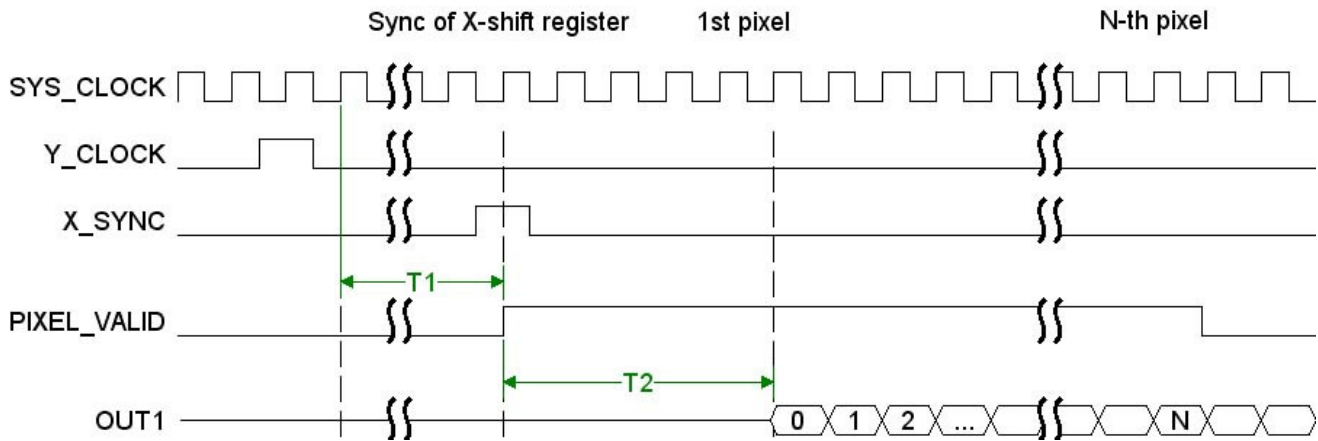 Sync of X-shift register 1st pixel N-th pixel
SYS_CLOCK
Y_CLOCK
X_SYNC
T1
PIXEL_VALID
T2
OUT1 0 1 2 ... N